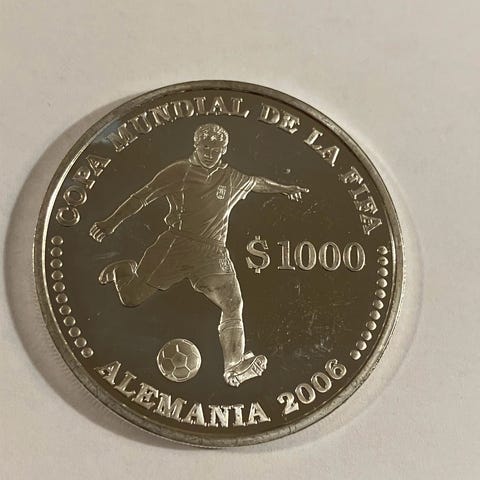 COPA MUNDIAL DE LA FIFA
$1000
ALEMANIA 2006